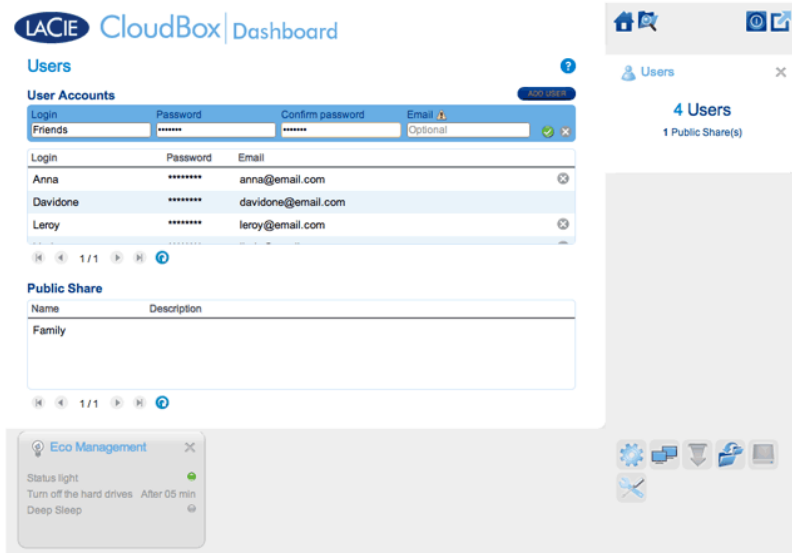 LACIE CloudBox Dashboard
Users
User Accounts
ADD USER
Login Password Confirm password Email
Friends ••••••• ••••••• Optional
Login Password Email
Anna ******** anna@email.com
Davidone ******** davidone@email.com
Leroy ******** leroy@email.com
1/1
Public Share
Name Description
Family
1/1
Users
4 Users
1 Public Share(s)
Eco Management
Status light
Turn off the hard drives After 05 min
Deep Sleep